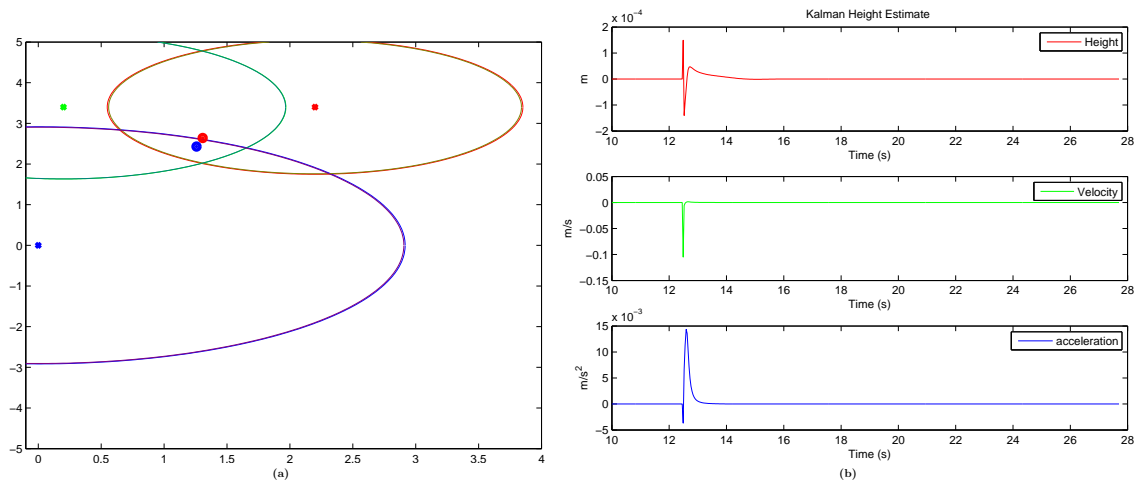 5
4
3
2
1
0
−1
−2
−3
−4
−5
0 0.5 1 1.5 2 2.5 3 3.5 4
(a)
Kalman Height Estimate
x 10⁻⁴
2
1
0
−1
−2
m
Height
10 12 14 16 18 20 22 24 26 28
Time (s)
0.05
0
−0.05
−0.1
−0.15
m/s
Velocity
10 12 14 16 18 20 22 24 26 28
Time (s)
x 10⁻³
15
10
5
0
−5
m/s²
acceleration
10 12 14 16 18 20 22 24 26 28
Time (s)
(b)